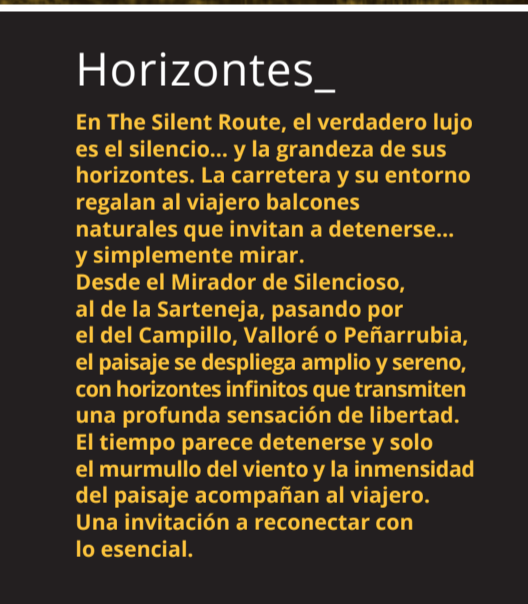 Horizontes_
En The Silent Route, el verdadero lujo
es el silencio... y la grandeza de sus
horizontes. La carretera y su entorno
regalan al viajero balcones
naturales que invitan a detenerse...
y simplemente mirar.
Desde el Mirador de Silencioso,
al de la Sarteneja, pasando por
el del Campillo, Valloré o Peñarrubia,
el paisaje se despliega amplio y sereno,
con horizontes infinitos que transmiten
una profunda sensación de libertad.
El tiempo parece detenerse y solo
el murmullo del viento y la inmensidad
del paisaje acompañan al viajero.
Una invitación a reconectar con
lo esencial.